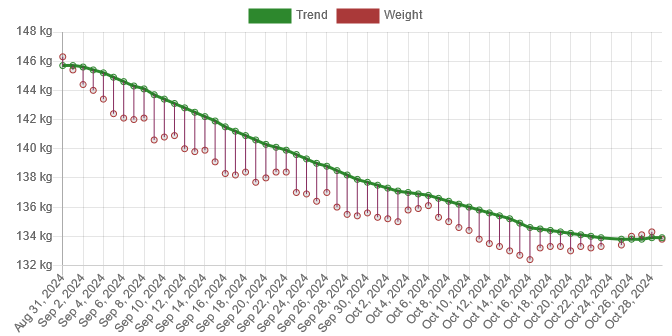 Trend Weight
148 kg
146 kg
144 kg
142 kg
140 kg
138 kg
136 kg
134 kg
132 kg
Aug 31, 2024
Sep 2, 2024
Sep 4, 2024
Sep 6, 2024
Sep 8, 2024
Sep 10, 2024
Sep 12, 2024
Sep 14, 2024
Sep 16, 2024
Sep 18, 2024
Sep 20, 2024
Sep 22, 2024
Sep 24, 2024
Sep 26, 2024
Sep 28, 2024
Sep 30, 2024
Oct 2, 2024
Oct 4, 2024
Oct 6, 2024
Oct 8, 2024
Oct 10, 2024
Oct 12, 2024
Oct 14, 2024
Oct 16, 2024
Oct 18, 2024
Oct 20, 2024
Oct 22, 2024
Oct 24, 2024
Oct 26, 2024
Oct 28, 2024